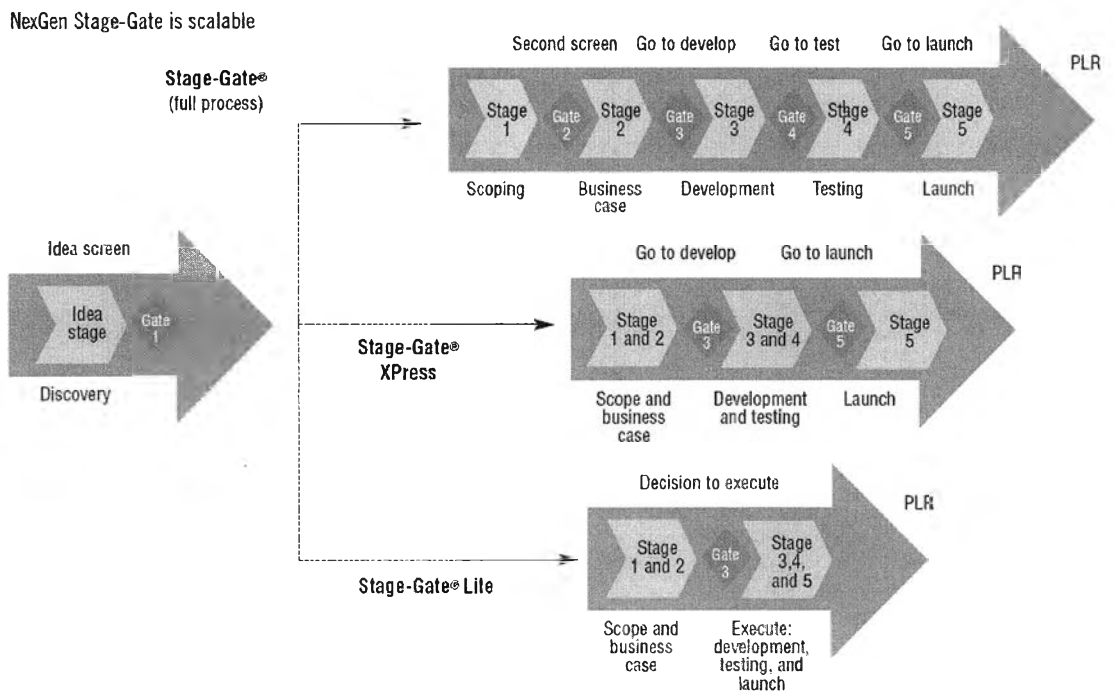 NexGen Stage-Gate is scalable
Stage-Gate®
(full process)
Second screen
Go to develop
Go to test
Go to launch
PLR
Stage
1
Gate
2
Stage
2
Gate
3
Stage
3
Gate
4
Stage
4
Gate
5
Stage
5
Scoping
Business
case
Development
Testing
Launch
Idea screen
Idea
stage
Gate
1
Discovery
Stage-Gate®
XPress
Go to develop
Go to launch
PLR
Stage
1 and 2
Gate
3
Stage
3 and 4
Gate
5
Stage
5
Scope and
business
case
Development
and testing
Launch
Stage-Gate® Lite
Decision to execute
PLR
Stage
1 and 2
Gate
3
Stage
3,4,
and 5
Scope and
business
case
Execute:
development,
testing, and
launch